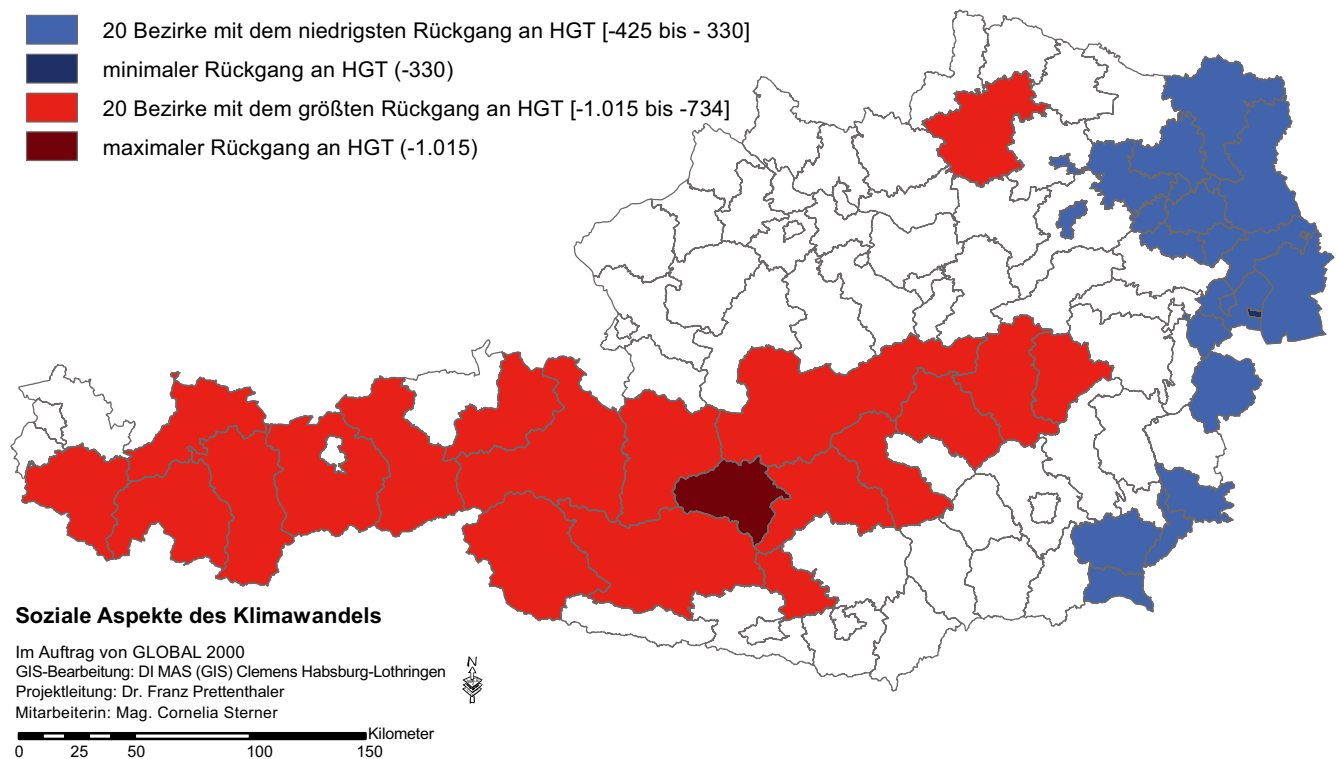 20 Bezirke mit dem niedrigsten Rückgang an HGT [-425 bis - 330]
minimaler Rückgang an HGT (-330)
20 Bezirke mit dem größten Rückgang an HGT [-1.015 bis -734]
maximaler Rückgang an HGT (-1.015)
Soziale Aspekte des Klimawandels
Im Auftrag von GLOBAL 2000
GIS-Bearbeitung: DI MAS (GIS) Clemens Habsburg-Lothringen
Projektleitung: Dr. Franz Prettenthaler
Mitarbeiterin: Mag. Cornelia Sterner
N
Kilometer
0 25 50 100 150